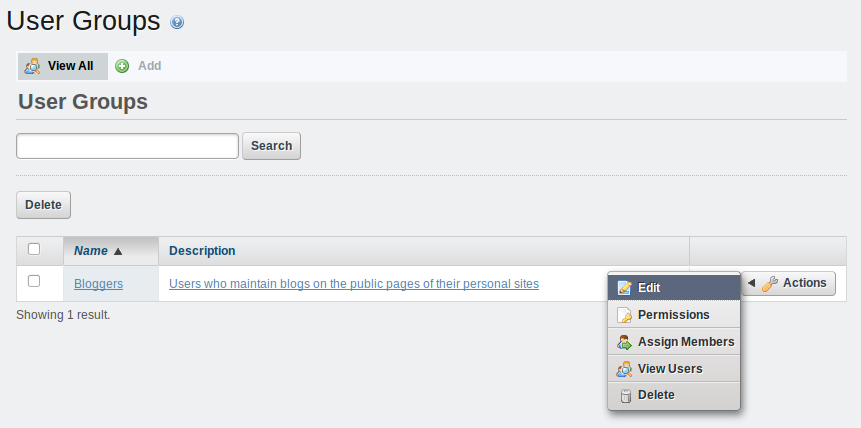 User Groups
View All Add
User Groups
Search
Delete
Name Description
Bloggers Users who maintain blogs on the public pages of their personal sites Actions
Edit
Permissions
Assign Members
View Users
Delete
Showing 1 result.